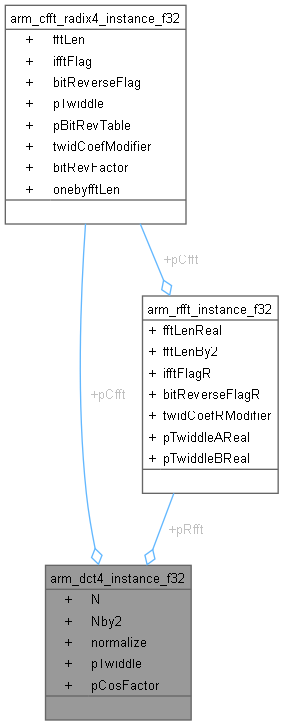 arm_cfft_radix4_instance_f32
+ fftLen
+ ifftFlag
+ bitReverseFlag
+ pTwiddle
+ pBitRevTable
+ twidCoefModifier
+ bitRevFactor
+ onebyfftLen
+pCfft
arm_rfft_instance_f32
+ fftLenReal
+ fftLenBy2
+ ifftFlagR
+ bitReverseFlagR
+ twidCoefRModifier
+ pTwiddleAReal
+ pTwiddleBReal
+pCfft
+pRfft
arm_dct4_instance_f32
+ N
+ Nby2
+ normalize
+ pTwiddle
+ pCosFactor